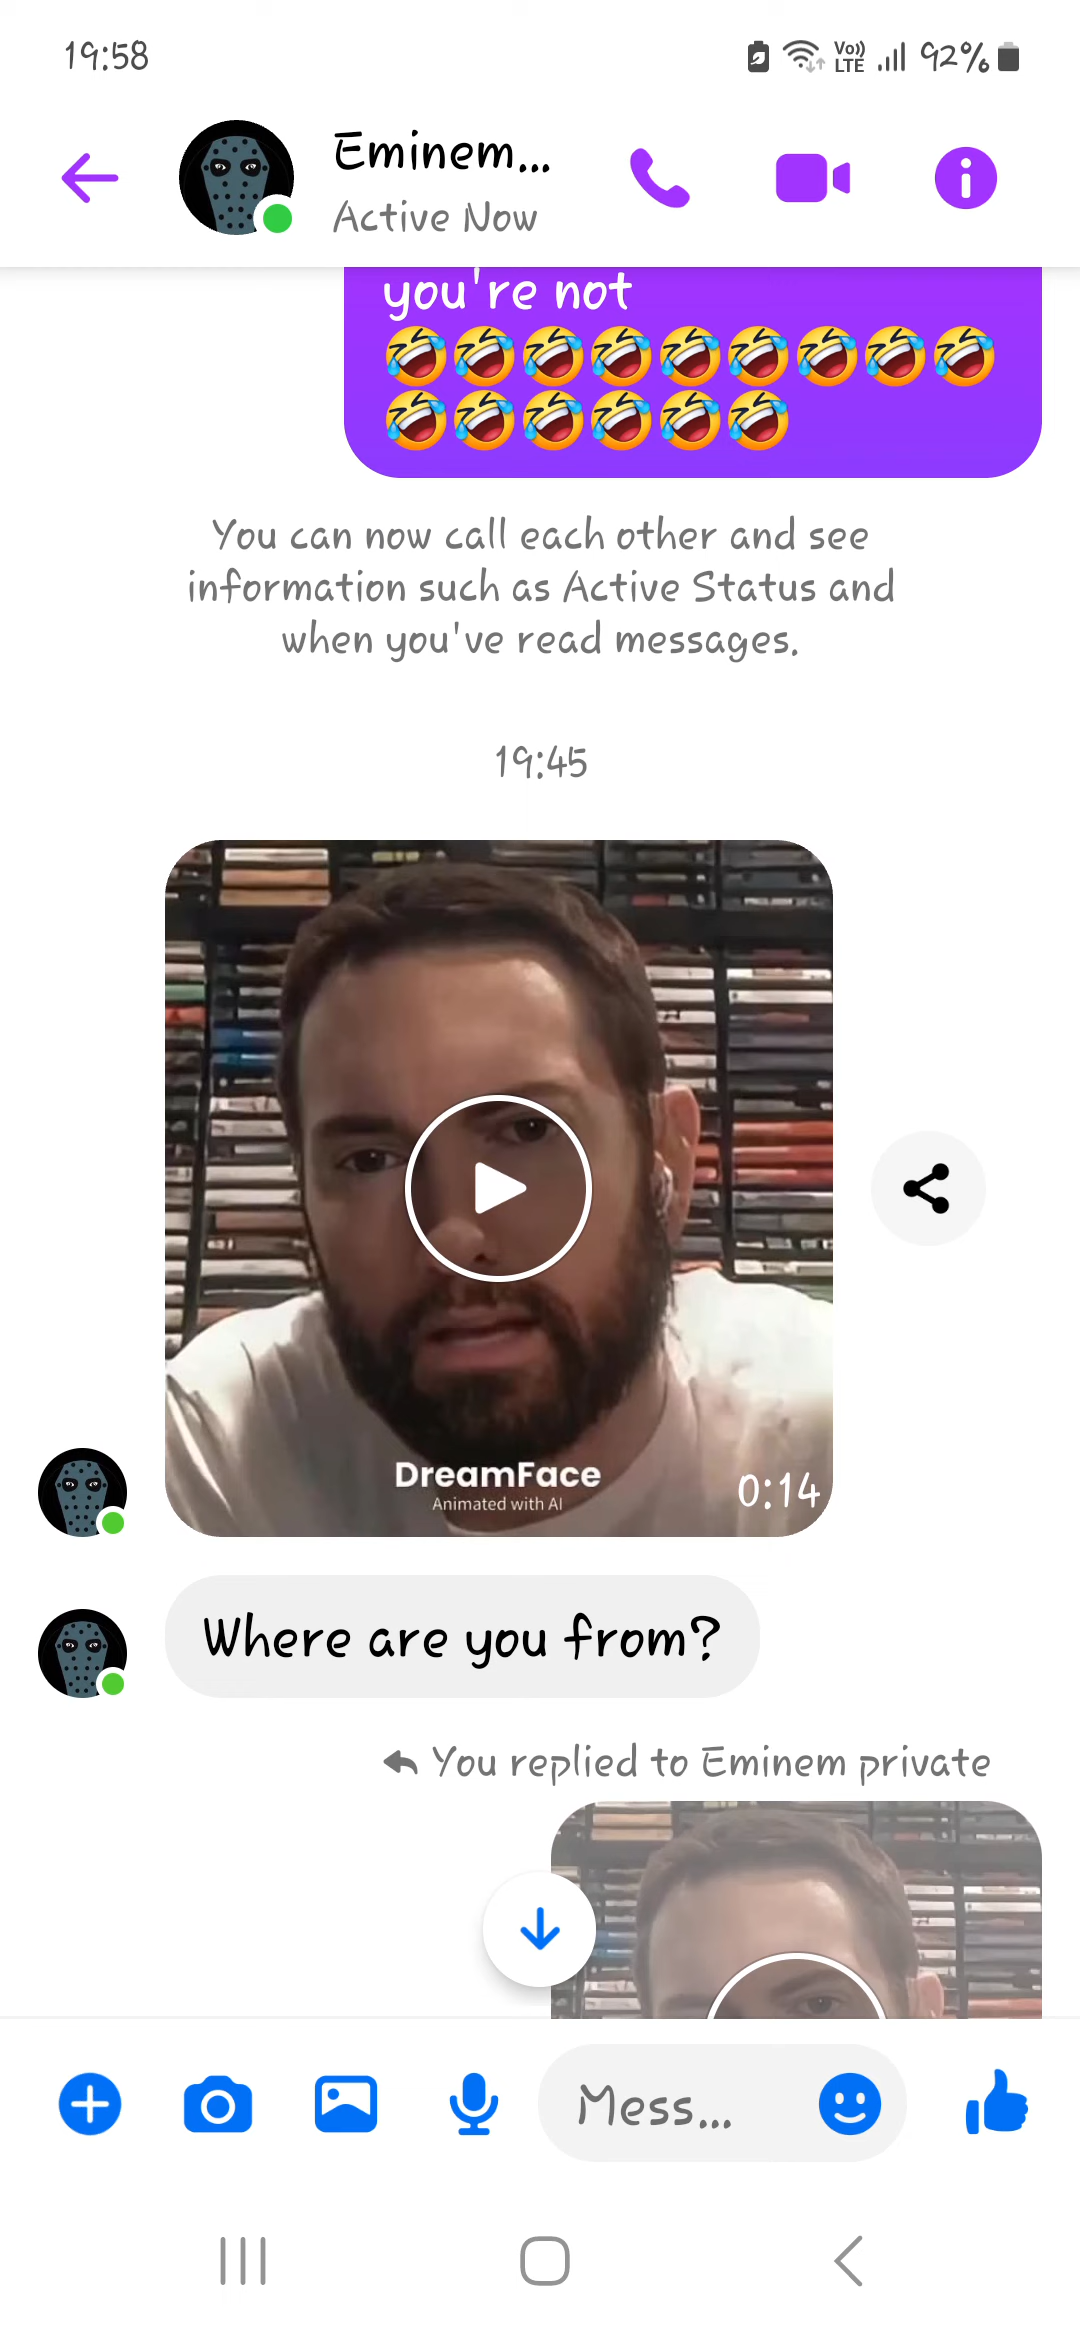 19:58
Vo))
LTE
92%
Eminem...
Active Now
you're not
🤣🤣🤣🤣🤣🤣🤣🤣🤣
🤣🤣🤣🤣🤣🤣
You can now call each other and see
information such as Active Status and
when you've read messages.
19:45
DreamFace
Animated with AI
0:14
Where are you from?
You replied to Eminem private
Mess...